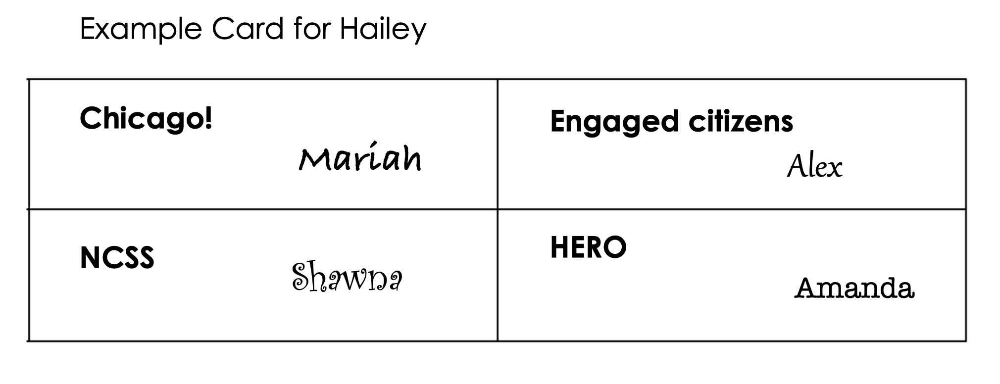 Example Card for Hailey
Chicago!
Mariah
Engaged citizens
Alex
NCSS
Shawna
HERO
Amanda